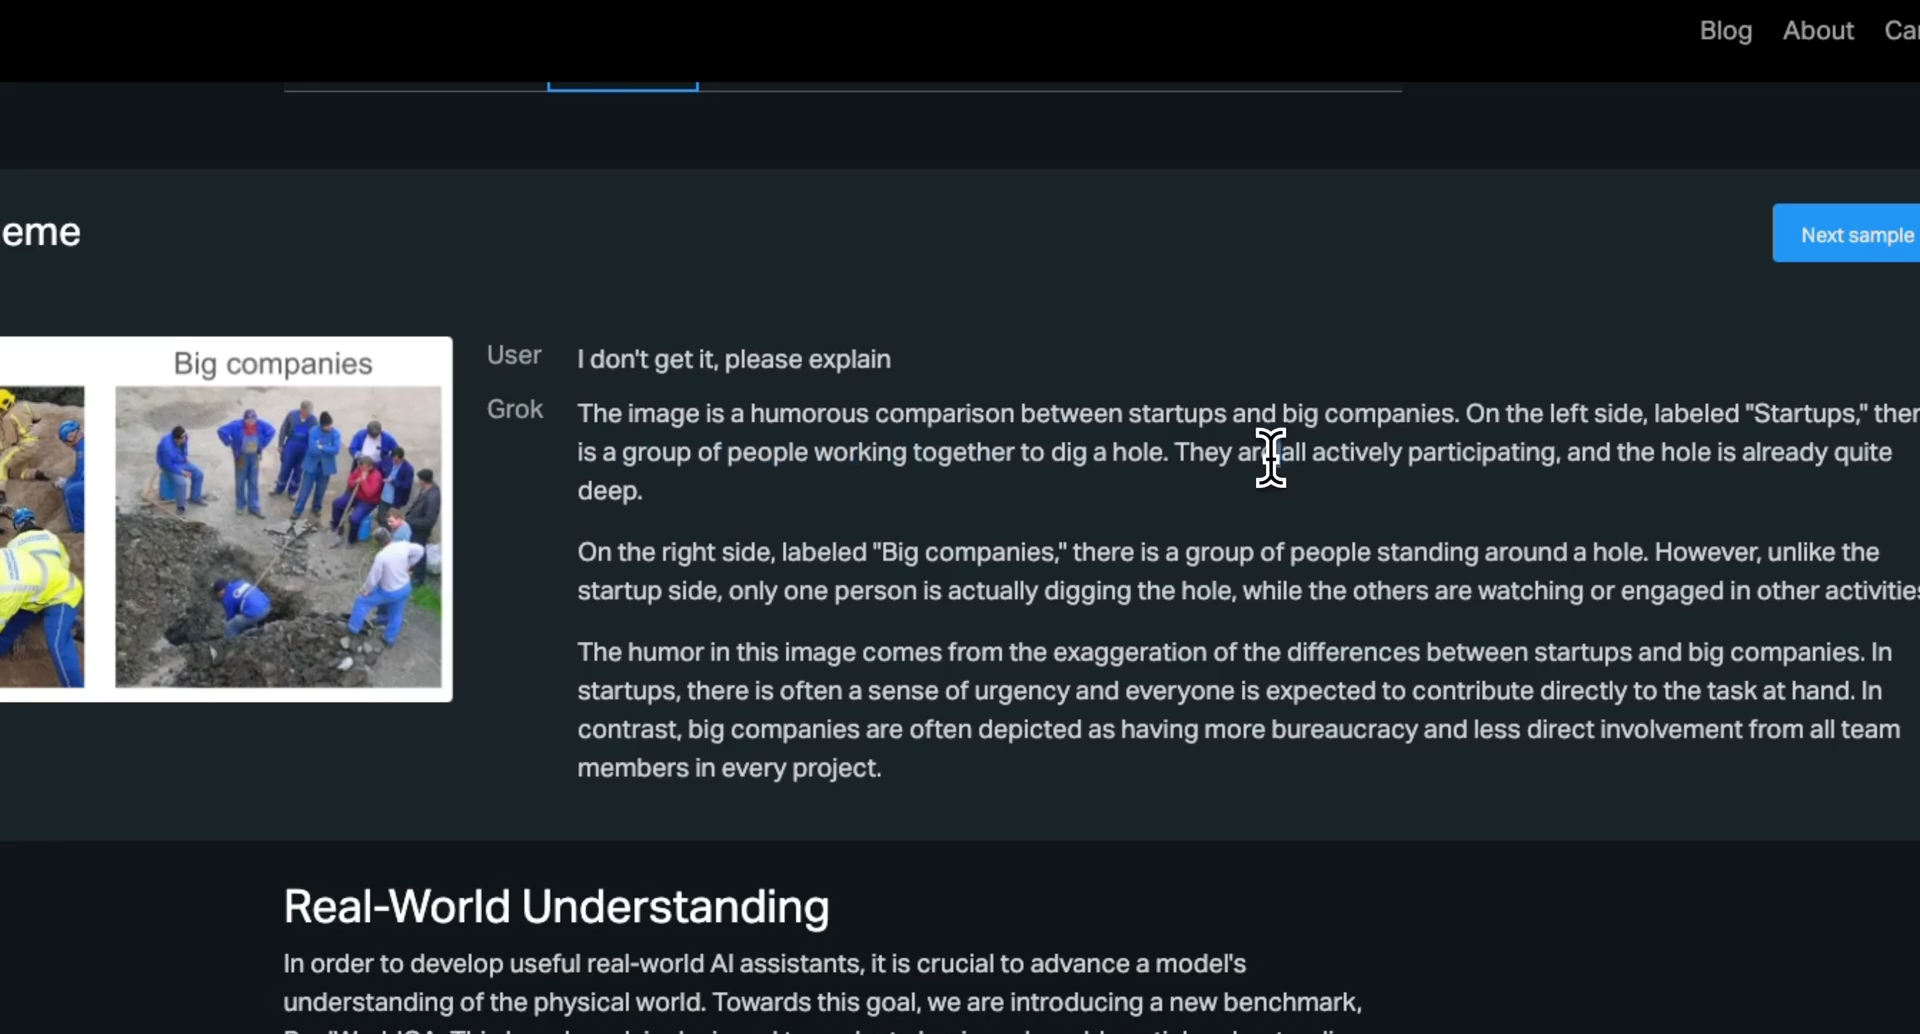 Blog About
eme
Next sample
Big companies
User I don't get it, please explain
Grok The image is a humorous comparison between startups and big companies. On the left side, labeled "Startups,"
is a group of people working together to dig a hole. They are all actively participating, and the hole is already quite
deep.
On the right side, labeled "Big companies," there is a group of people standing around a hole. However, unlike the
startup side, only one person is actually digging the hole, while the others are watching or engaged in other activities
The humor in this image comes from the exaggeration of the differences between startups and big companies. In
startups, there is often a sense of urgency and everyone is expected to contribute directly to the task at hand. In
contrast, big companies are often depicted as having more bureaucracy and less direct involvement from all team
members in every project.
Real-World Understanding
In order to develop useful real-world AI assistants, it is crucial to advance a model's
understanding of the physical world. Towards this goal, we are introducing a new benchmark,